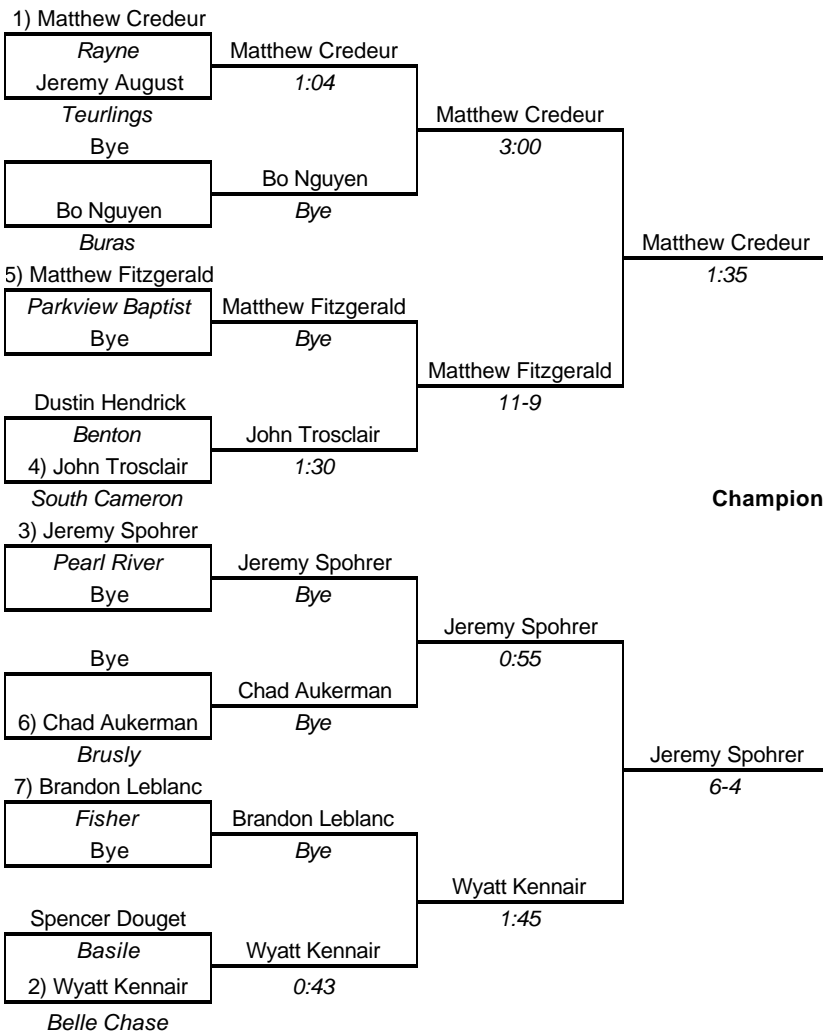 1) Matthew Credeur
Rayne
Matthew Credeur
Jeremy August
1:04
Teurlings
Matthew Credeur
Bye
3:00
Bo Nguyen
Bo Nguyen
Bye
Buras
Matthew Credeur
5) Matthew Fitzgerald
1:35
Parkview Baptist
Matthew Fitzgerald
Bye
Bye
Matthew Fitzgerald
Dustin Hendrick
11-9
Benton
John Trosclair
4) John Trosclair
1:30
South Cameron
Champion
3) Jeremy Spohrer
Pearl River
Jeremy Spohrer
Bye
Bye
Jeremy Spohrer
Bye
0:55
Chad Aukerman
6) Chad Aukerman
Bye
Brusly
Jeremy Spohrer
7) Brandon Leblanc
6-4
Fisher
Brandon Leblanc
Bye
Bye
Wyatt Kennair
Spencer Douget
1:45
Basile
Wyatt Kennair
2) Wyatt Kennair
0:43
Belle Chase